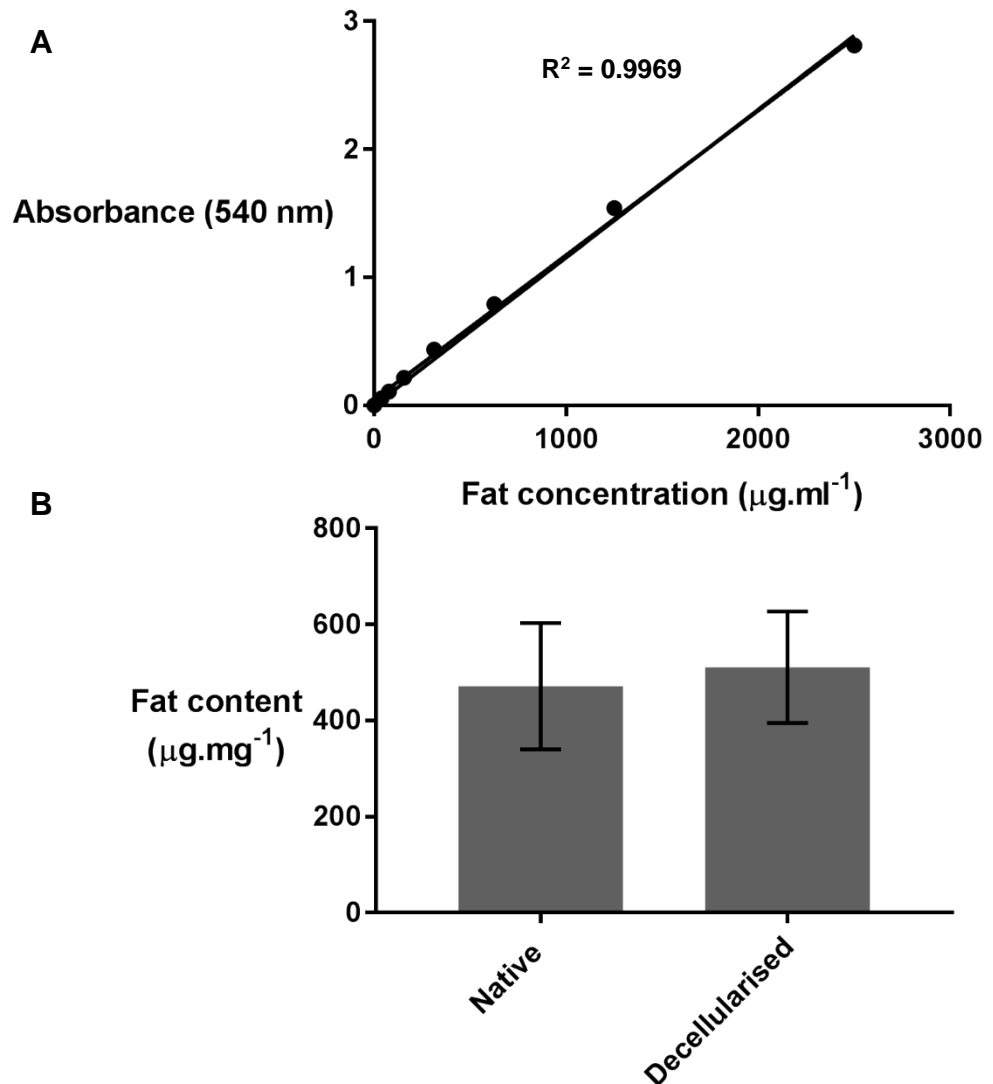 A
R² = 0.9969
Absorbance (540 nm)
3
2
1
0
0 1000 2000 3000
Fat concentration (μg.ml⁻¹)
B
Fat content
(μg.mg⁻¹)
800
600
400
200
0
Native
Decellularised